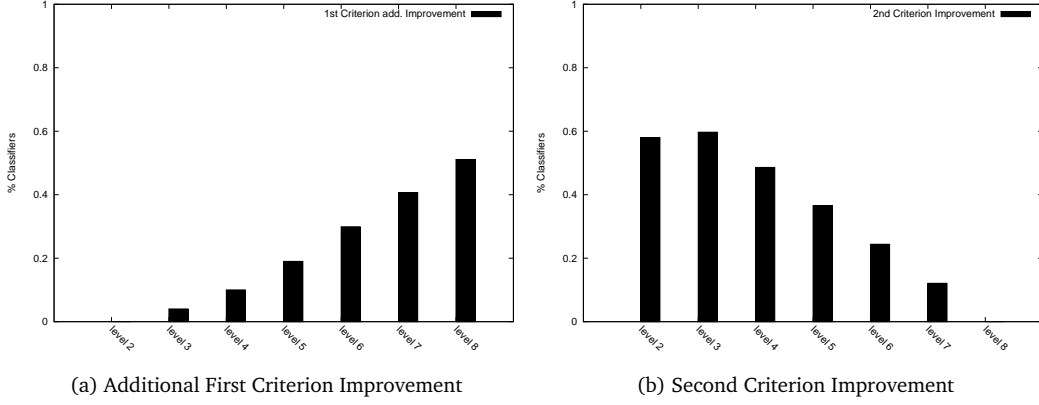 1st Criterion add. Improvement
% Classifiers
1
0.8
0.6
0.4
0.2
0
level 2
level 3
level 4
level 5
level 6
level 7
level 8
(a) Additional First Criterion Improvement
2nd Criterion Improvement
% Classifiers
1
0.8
0.6
0.4
0.2
0
level 2
level 3
level 4
level 5
level 6
level 7
level 8
(b) Second Criterion Improvement